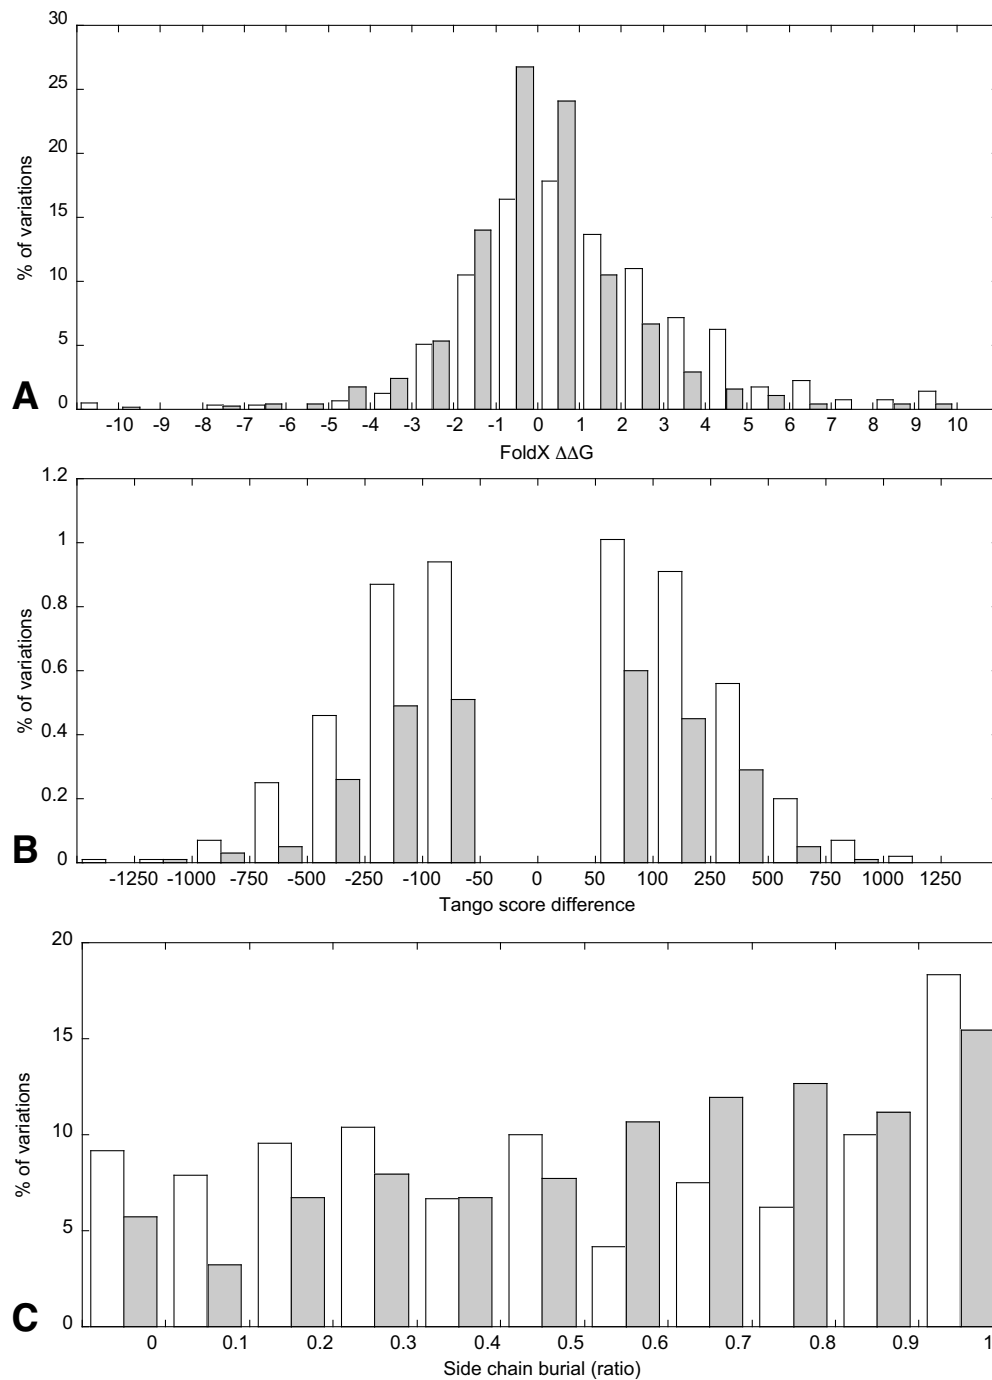 30
25
20
15
10
5
0
% of variations
A
-10 -9 -8 -7 -6 -5 -4 -3 -2 -1 0 1 2 3 4 5 6 7 8 9 10
FoldX ΔΔG
1.2
1
0.8
0.6
0.4
0.2
0
% of variations
B
-1250 -1000 -750 -500 -250 -100 -50 0 50 100 250 500 750 1000 1250
Tango score difference
20
15
10
5
0
% of variations
C
0 0.1 0.2 0.3 0.4 0.5 0.6 0.7 0.8 0.9 1
Side chain burial (ratio)